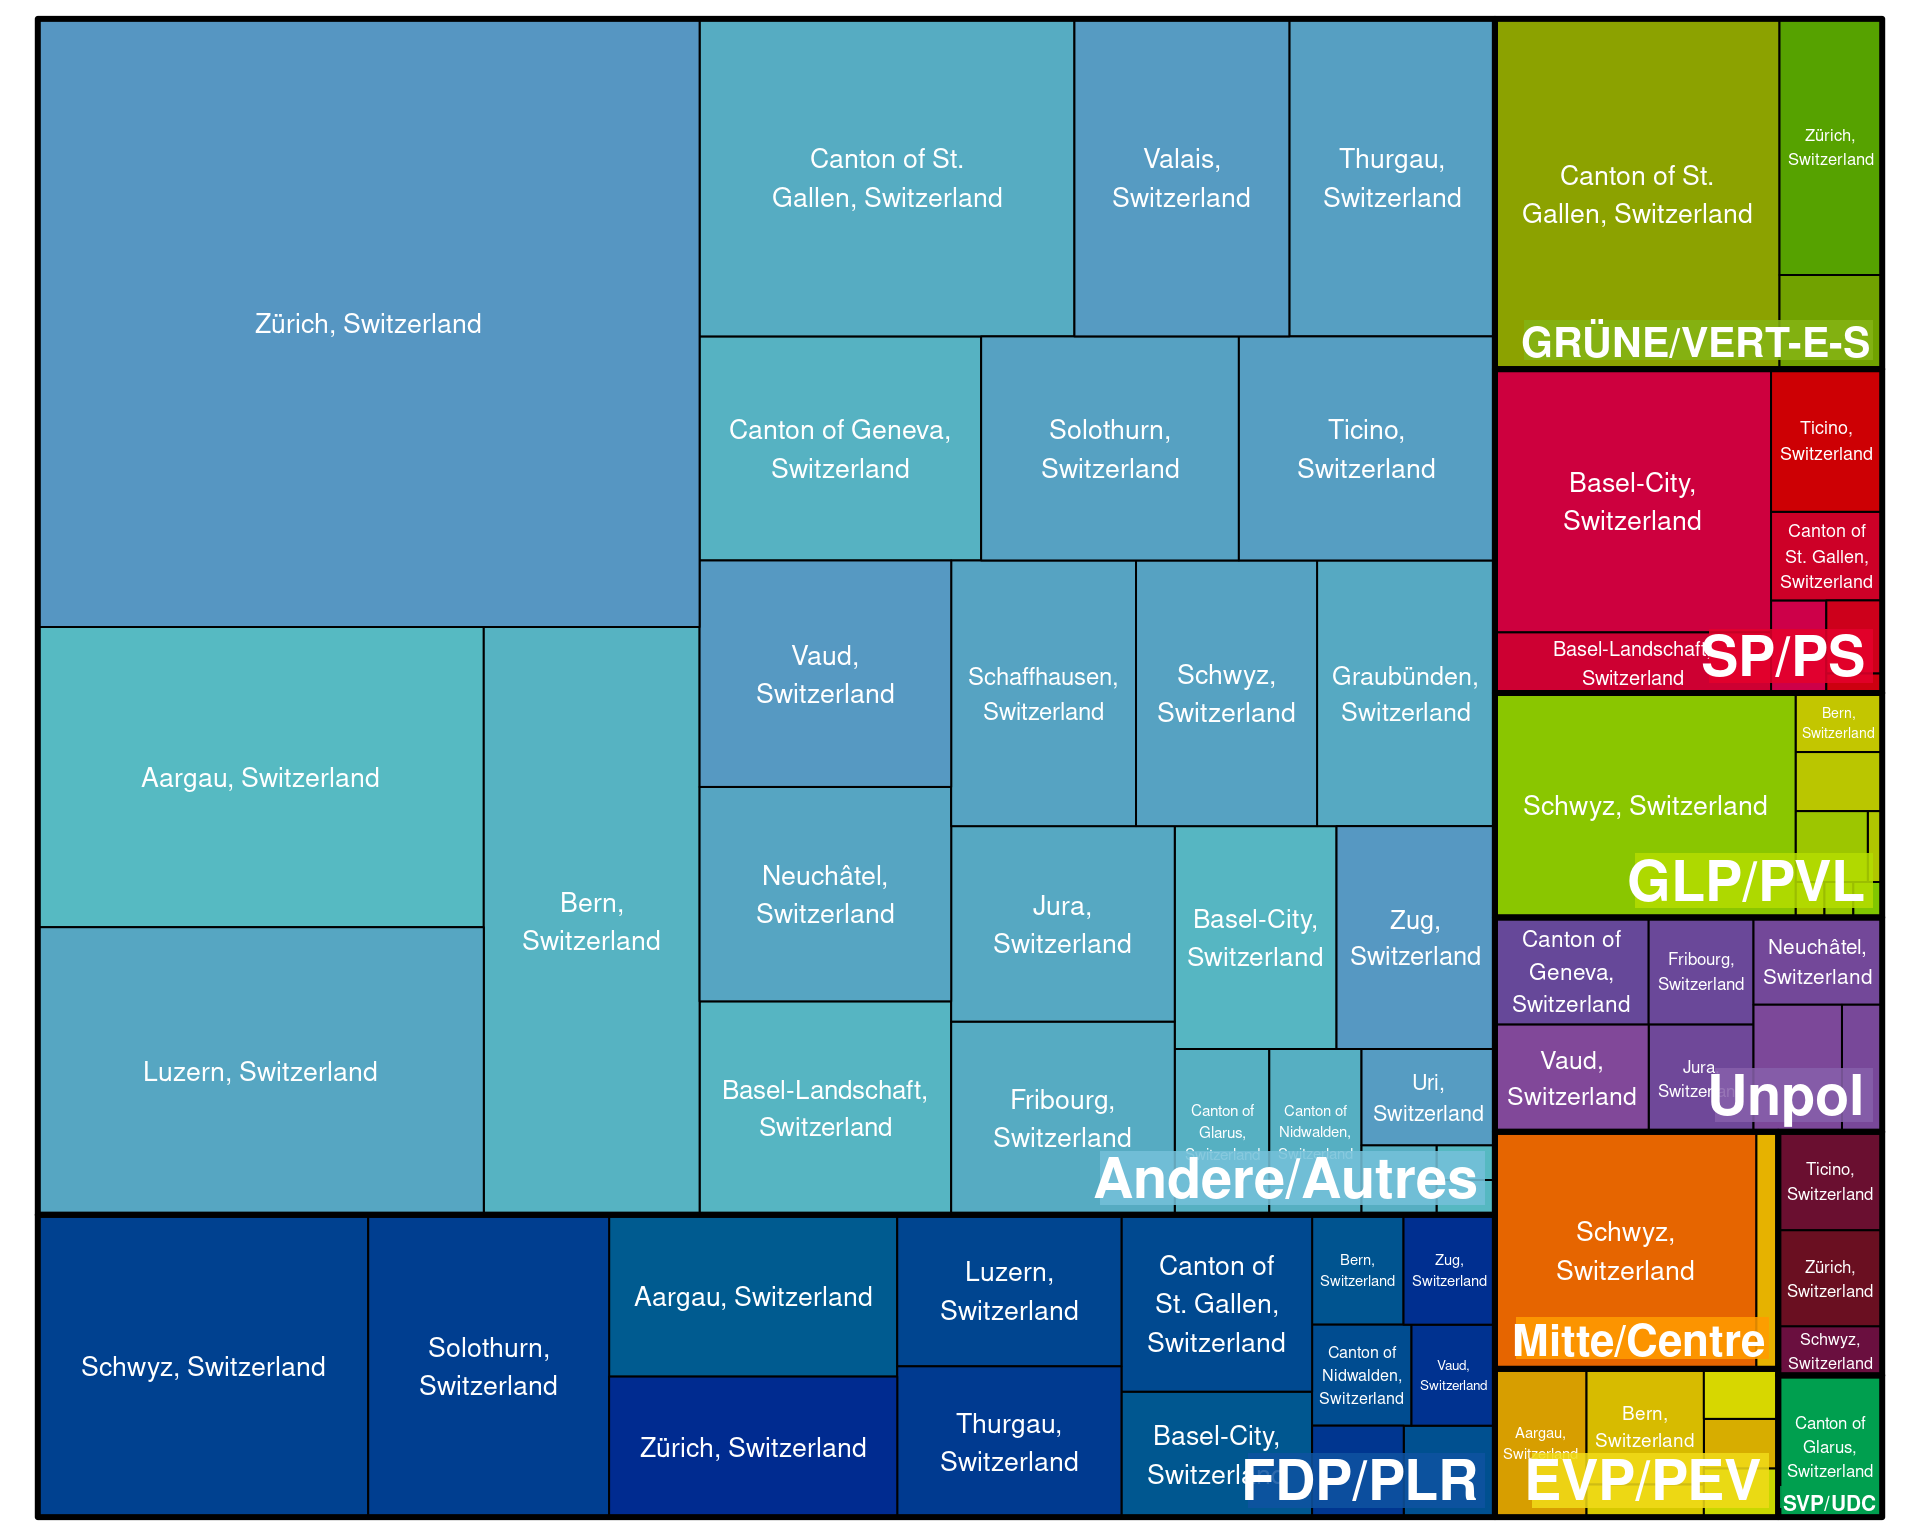 Zürich, Switzerland
Aargau, Switzerland
Luzern, Switzerland
Bern,
Switzerland
Canton of St.
Gallen, Switzerland
Valais,
Switzerland
Thurgau,
Switzerland
Canton of Geneva,
Switzerland
Solothurn,
Switzerland
Ticino,
Switzerland
Vaud,
Switzerland
Neuchâtel,
Switzerland
Basel-Landschaft,
Switzerland
Schaffhausen,
Switzerland
Schwyz,
Switzerland
Graubünden,
Switzerland
Jura,
Switzerland
Fribourg,
Switzerland
Basel-City,
Switzerland
Zug,
Switzerland
Canton of
Glarus,
Switzerland
Canton of
Nidwalden,
Switzerland
Uri,
Switzerland
Andere/Autres
Schwyz, Switzerland
Solothurn,
Switzerland
Aargau, Switzerland
Zürich, Switzerland
Luzern,
Switzerland
Thurgau,
Switzerland
Canton of
St. Gallen,
Switzerland
Basel-City,
Switzerland
Bern,
Switzerland
Zug,
Switzerland
Canton of
Nidwalden,
Switzerland
Vaud,
Switzerland
FDP/PLR
Canton of St.
Gallen, Switzerland
Zürich,
Switzerland
GRÜNE/VERT-E-S
Basel-City,
Switzerland
Basel-Landschaft,
Switzerland
Ticino,
Switzerland
Canton of
St. Gallen,
Switzerland
SP/PS
Schwyz, Switzerland
Bern,
Switzerland
GLP/PVL
Canton of
Geneva,
Switzerland
Vaud,
Switzerland
Fribourg,
Switzerland
Jura,
Switzerland
Neuchâtel,
Switzerland
Unpol
Schwyz,
Switzerland
Mitte/Centre
Ticino,
Switzerland
Zürich,
Switzerland
Schwyz,
Switzerland
Aargau,
Switzerland
Bern,
Switzerland
EVP/PEV
Canton of
Glarus,
Switzerland
SVP/UDC